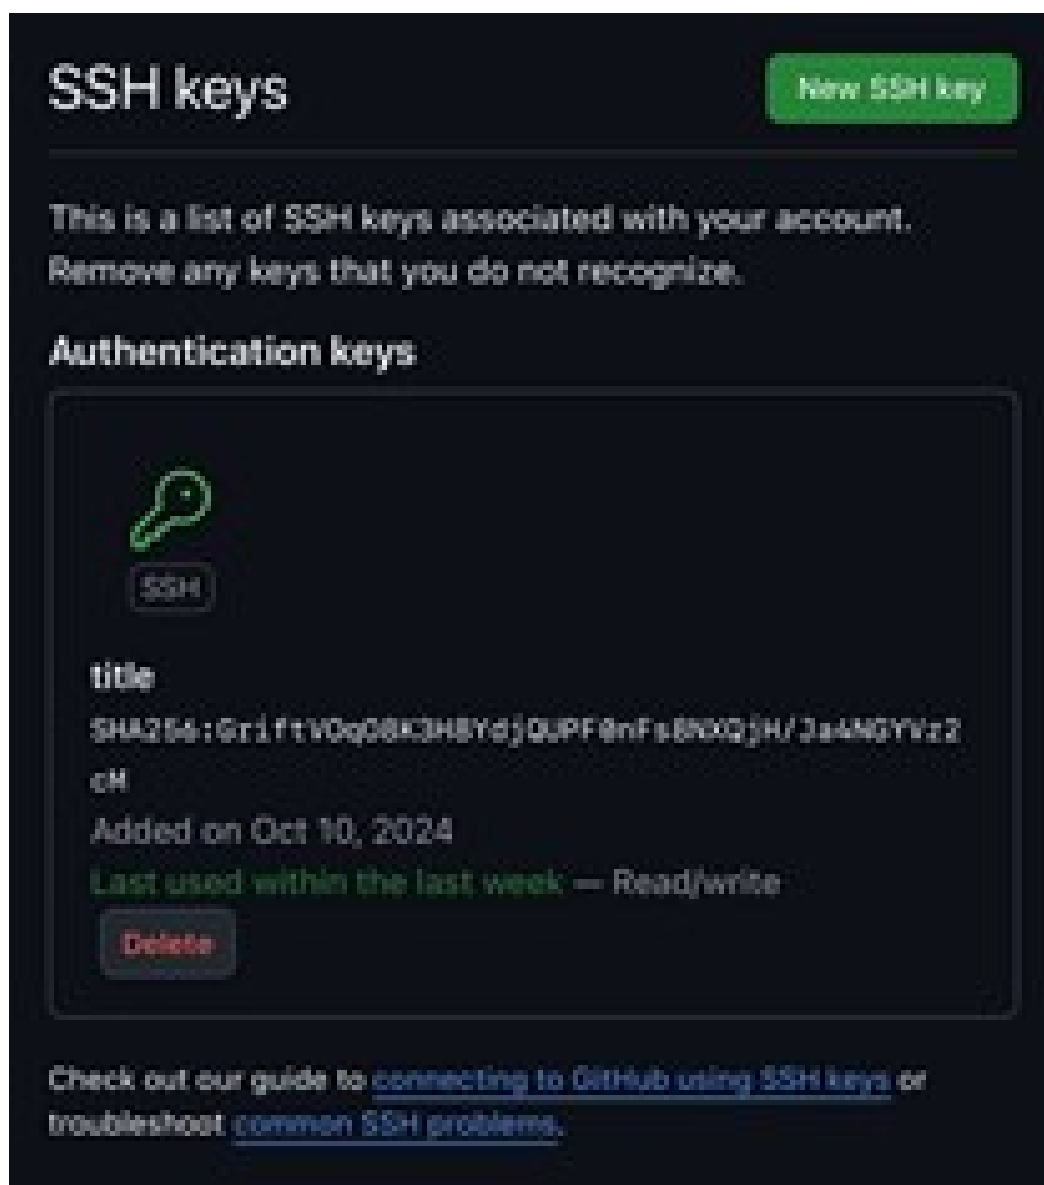 SSH keys
New SSH key
This is a list of SSH keys associated with your account.
Remove any keys that you do not recognize.
Authentication keys
SSH
title
Added on Oct 10, 2024
Last used within the last week — Read/write
Delete
Check out our guide to connecting to GitHub using SSH keys or
troubleshoot common SSH problems.